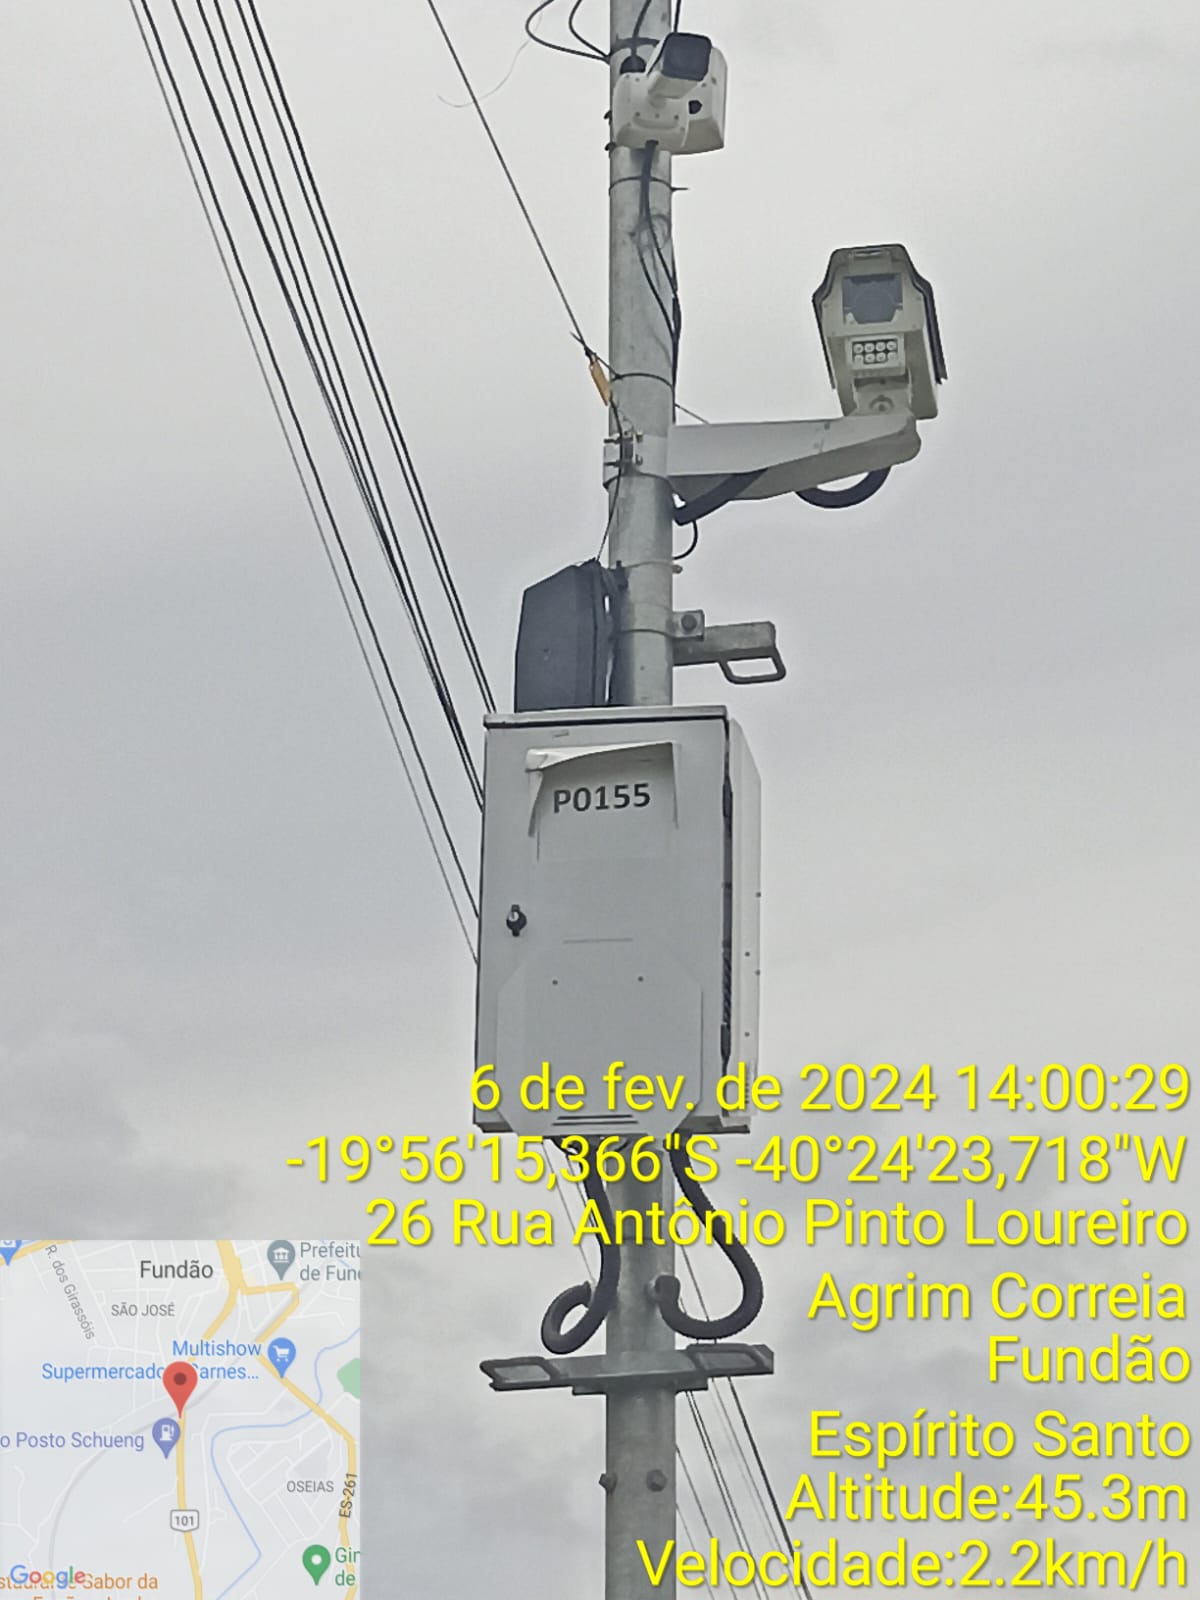 P0155
6 de fev. de 2024 14:00:29
-19°56'15,366"S -40°24'23,718"W
26 Rua Antônio Pinto Loureiro
Agrim Correia
Fundão
Espírito Santo
Altitude:45.3m
Velocidade:2.2km/h
R. dos Girassóis
Fundão
SÃO JOSÉ
Multishow
Supermercado
Posto Schueng
OSEIAS
ES-261
101
Google
Sabor da